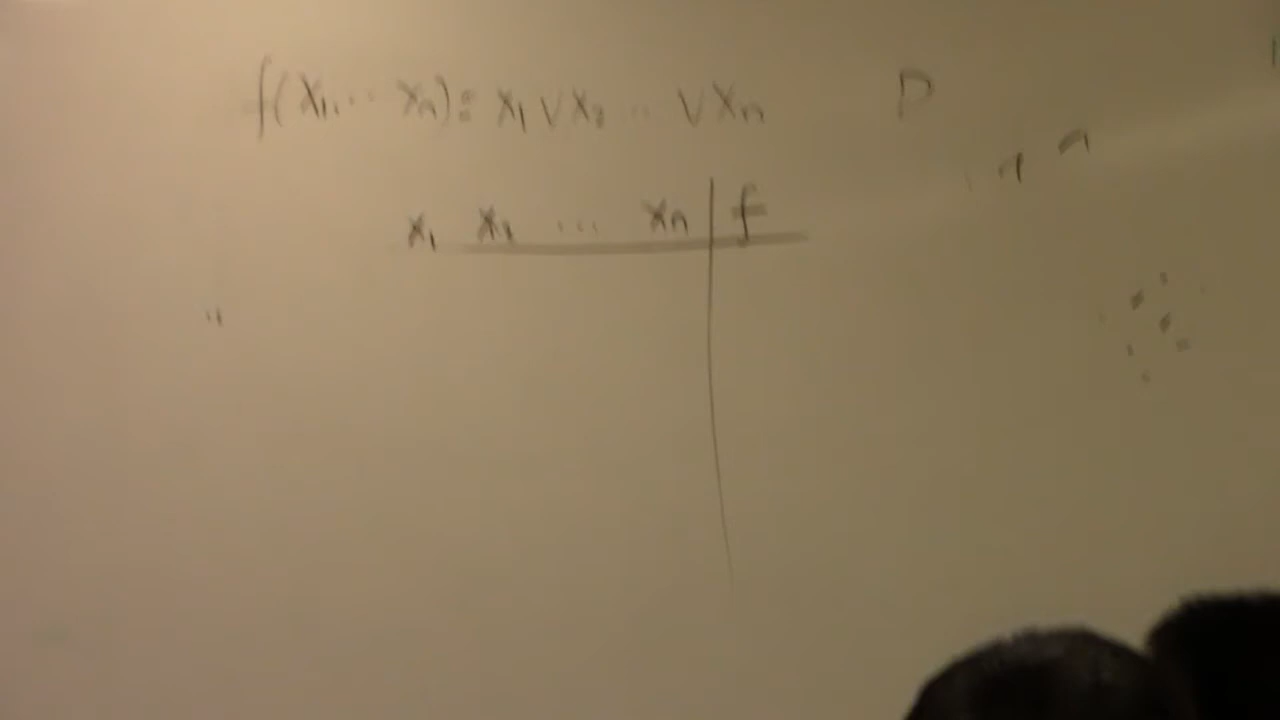 f(x₁,... xₙ) = x₁ ∨ x₂ ... ∨ xₙ
D
x₁ x₂ ... xₙ | f